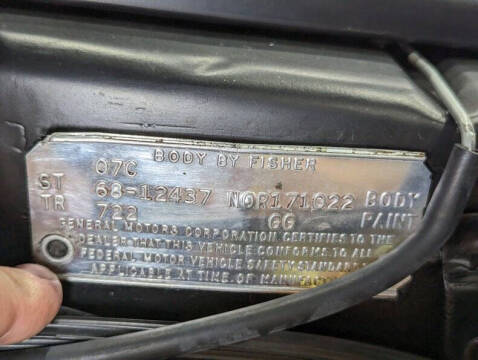 BODY BY FISHER
07C
ST 68-12437 NOR171022 BODY
TR 722 GG PAINT
GENERAL MOTORS CORPORATION CERTIFIES TO THE
DEALER THAT THIS VEHICLE CONFORMS TO ALL
FEDERAL MOTOR VEHICLE SAFETY STANDARDS
APPLICABLE AT TIME OF